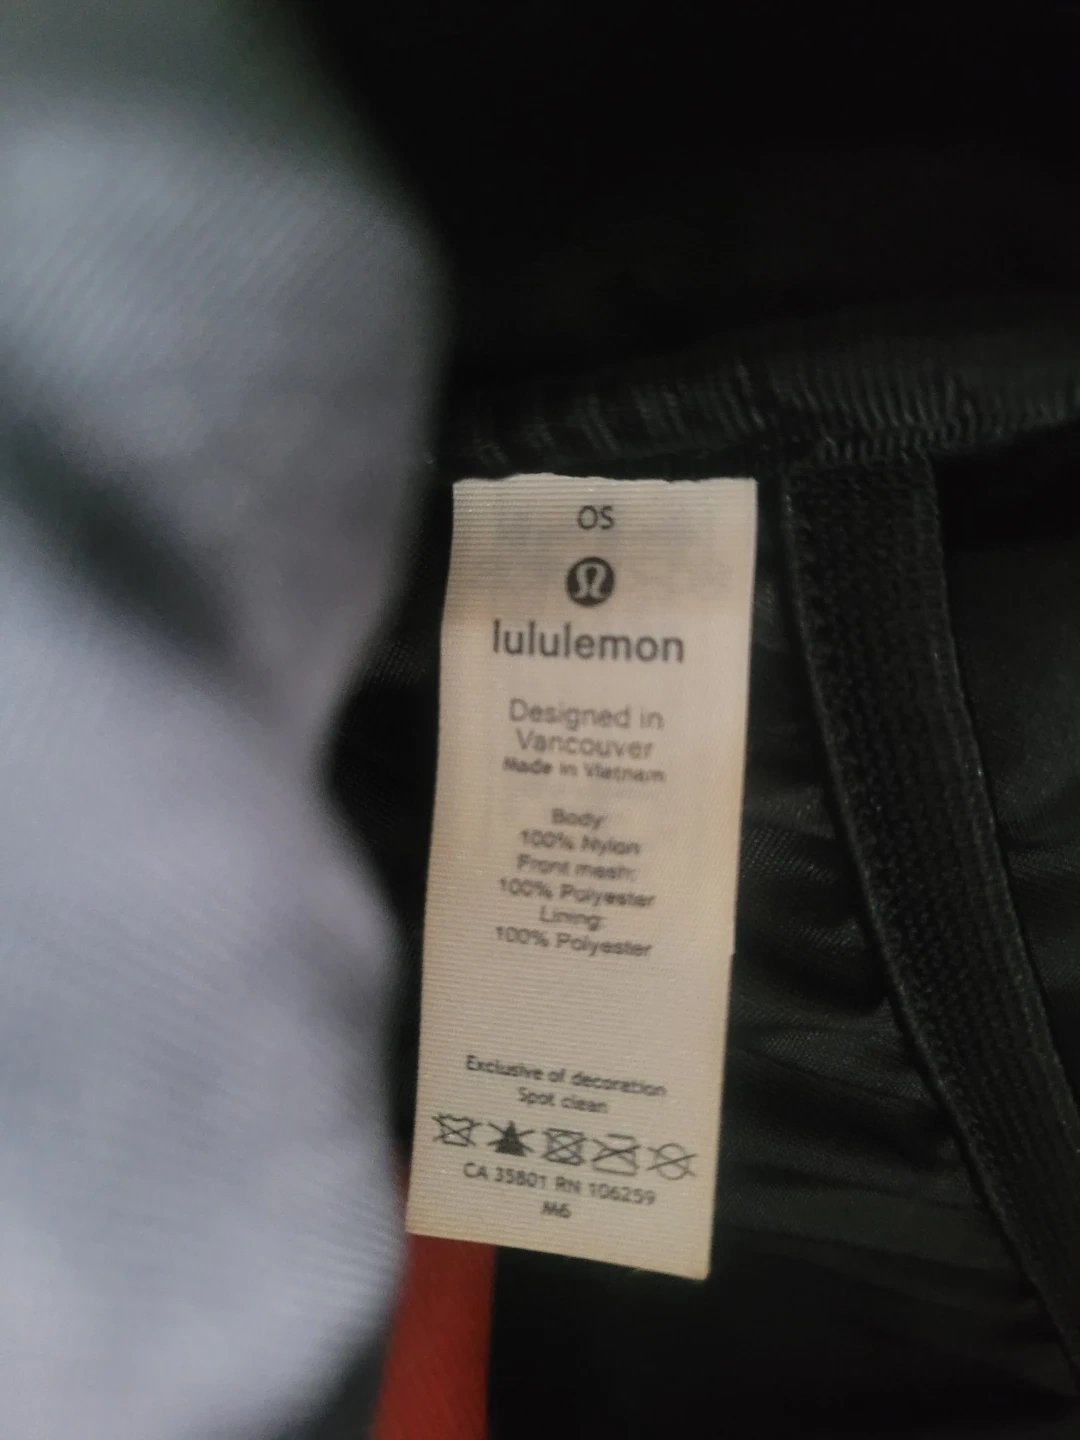 OS
lululemon
Designed in
Vancouver
Made in Vietnam
Body:
100% Nylon
Front mesh:
100% Polyester
Lining:
100% Polyester
Exclusive of decoration
Spot clean
CA 35801 RN 106259
M6